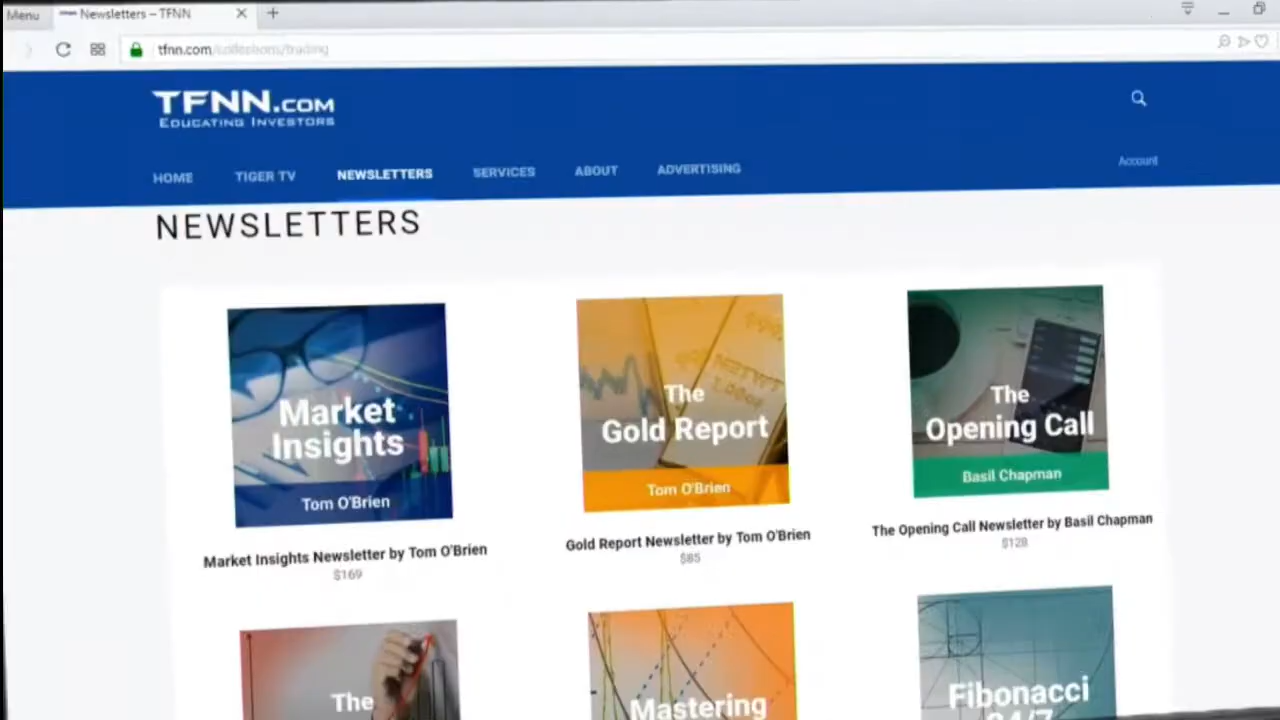 Menu
Newsletters – TFNN
tfnn.com
TFNN.COM
EDUCATING INVESTORS
Account
HOME TIGER TV NEWSLETTERS SERVICES ABOUT ADVERTISING
NEWSLETTERS
Market
Insights
Tom O'Brien
Market Insights Newsletter by Tom O'Brien
$169
The
Gold Report
Tom O'Brien
Gold Report Newsletter by Tom O'Brien
$85
The
Opening Call
Basil Chapman
The Opening Call Newsletter by Basil Chapman
$128
The
Mastering
Fibonacci
24/7